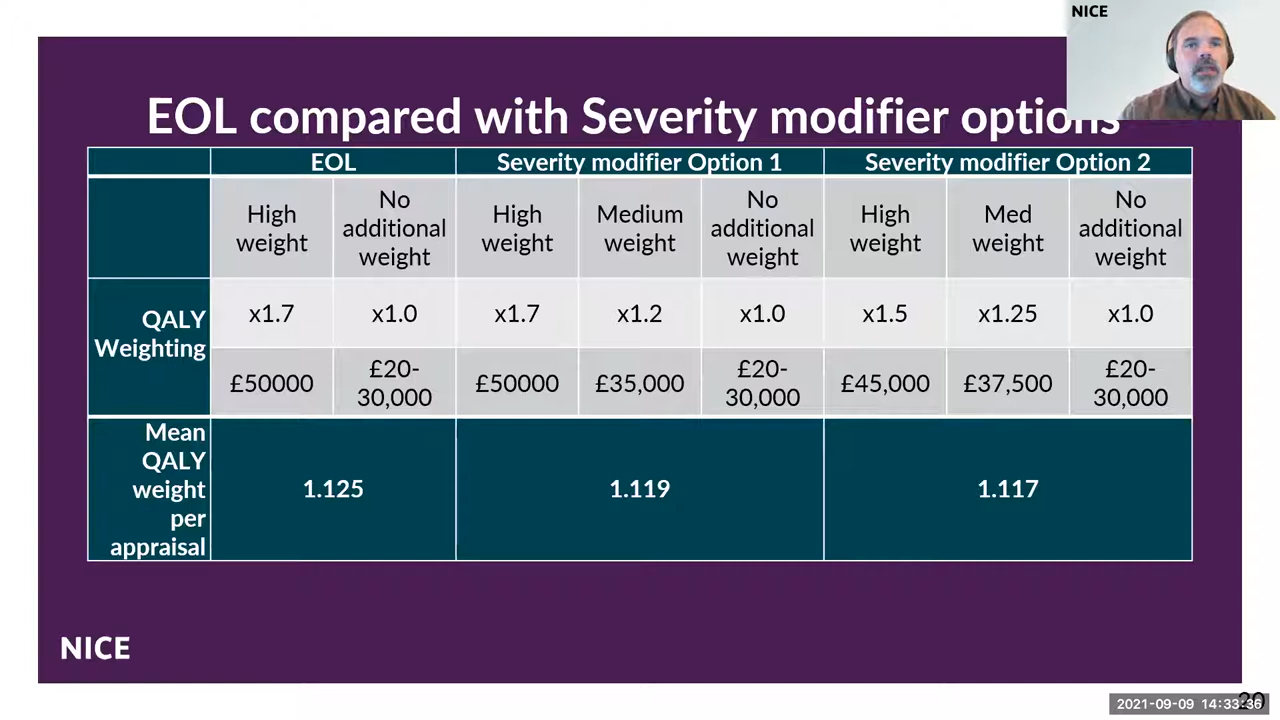 NICE
EOL compared with Severity modifier options
EOL Severity modifier Option 1 Severity modifier Option 2
High weight No additional weight High weight Medium weight No additional weight High weight Med weight No additional weight
QALY Weighting
x1.7 x1.0 x1.7 x1.2 x1.0 x1.5 x1.25 x1.0
£50000 £20-30,000 £50000 £35,000 £20-30,000 £45,000 £37,500 £20-30,000
Mean QALY weight per appraisal
1.125 1.119 1.117
NICE
20
2021-09-09 14:33:36